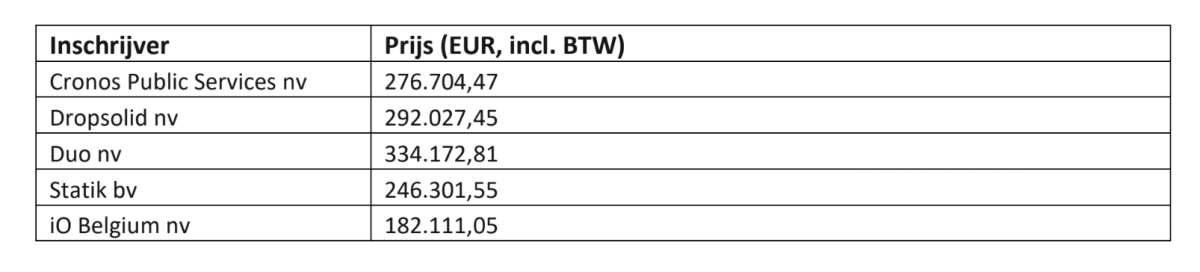 Inschrijver Prijs (EUR, incl. BTW)
Cronos Public Services nv 276.704,47
Dropsolid nv 292.027,45
Duo nv 334.172,81
Statik bv 246.301,55
iO Belgium nv 182.111,05